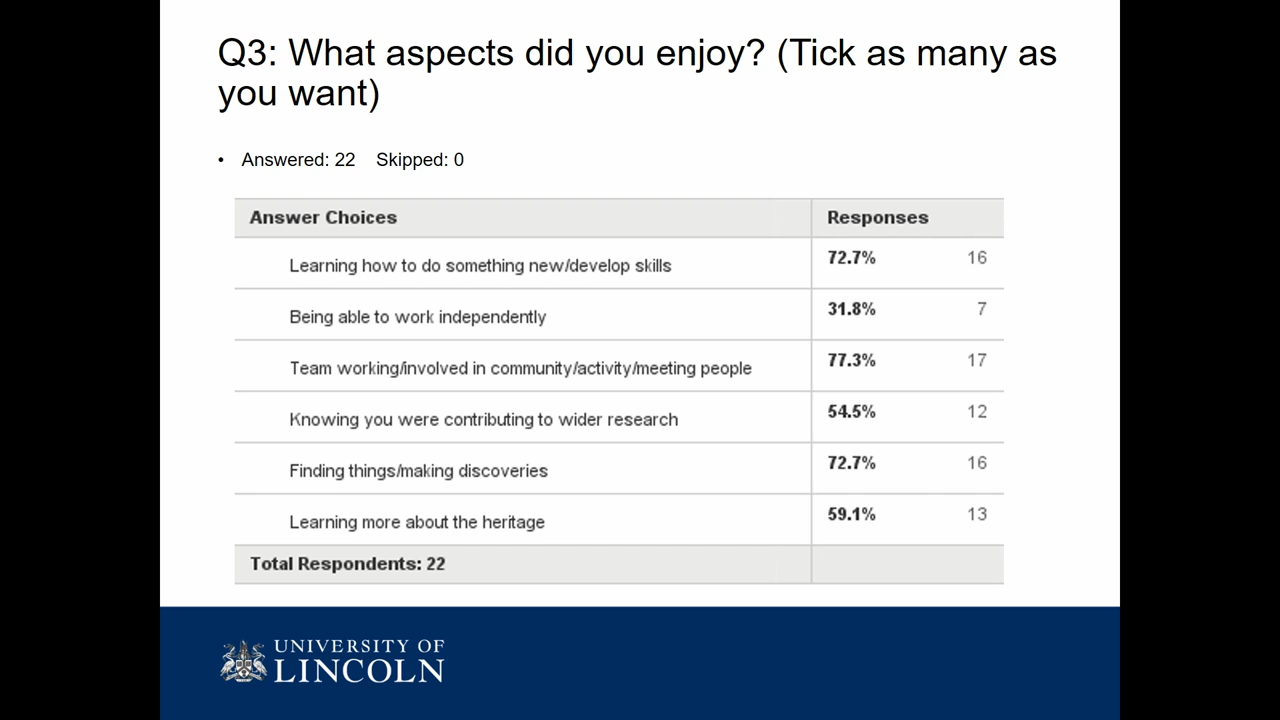 Q3: What aspects did you enjoy? (Tick as many as
you want)
• Answered: 22 Skipped: 0
Answer Choices Responses
Learning how to do something new/develop skills 72.7% 16
Being able to work independently 31.8% 7
Team working/involved in community/activity/meeting people 77.3% 17
Knowing you were contributing to wider research 54.5% 12
Finding things/making discoveries 72.7% 16
Learning more about the heritage 59.1% 13
Total Respondents: 22
UNIVERSITY OF
LINCOLN